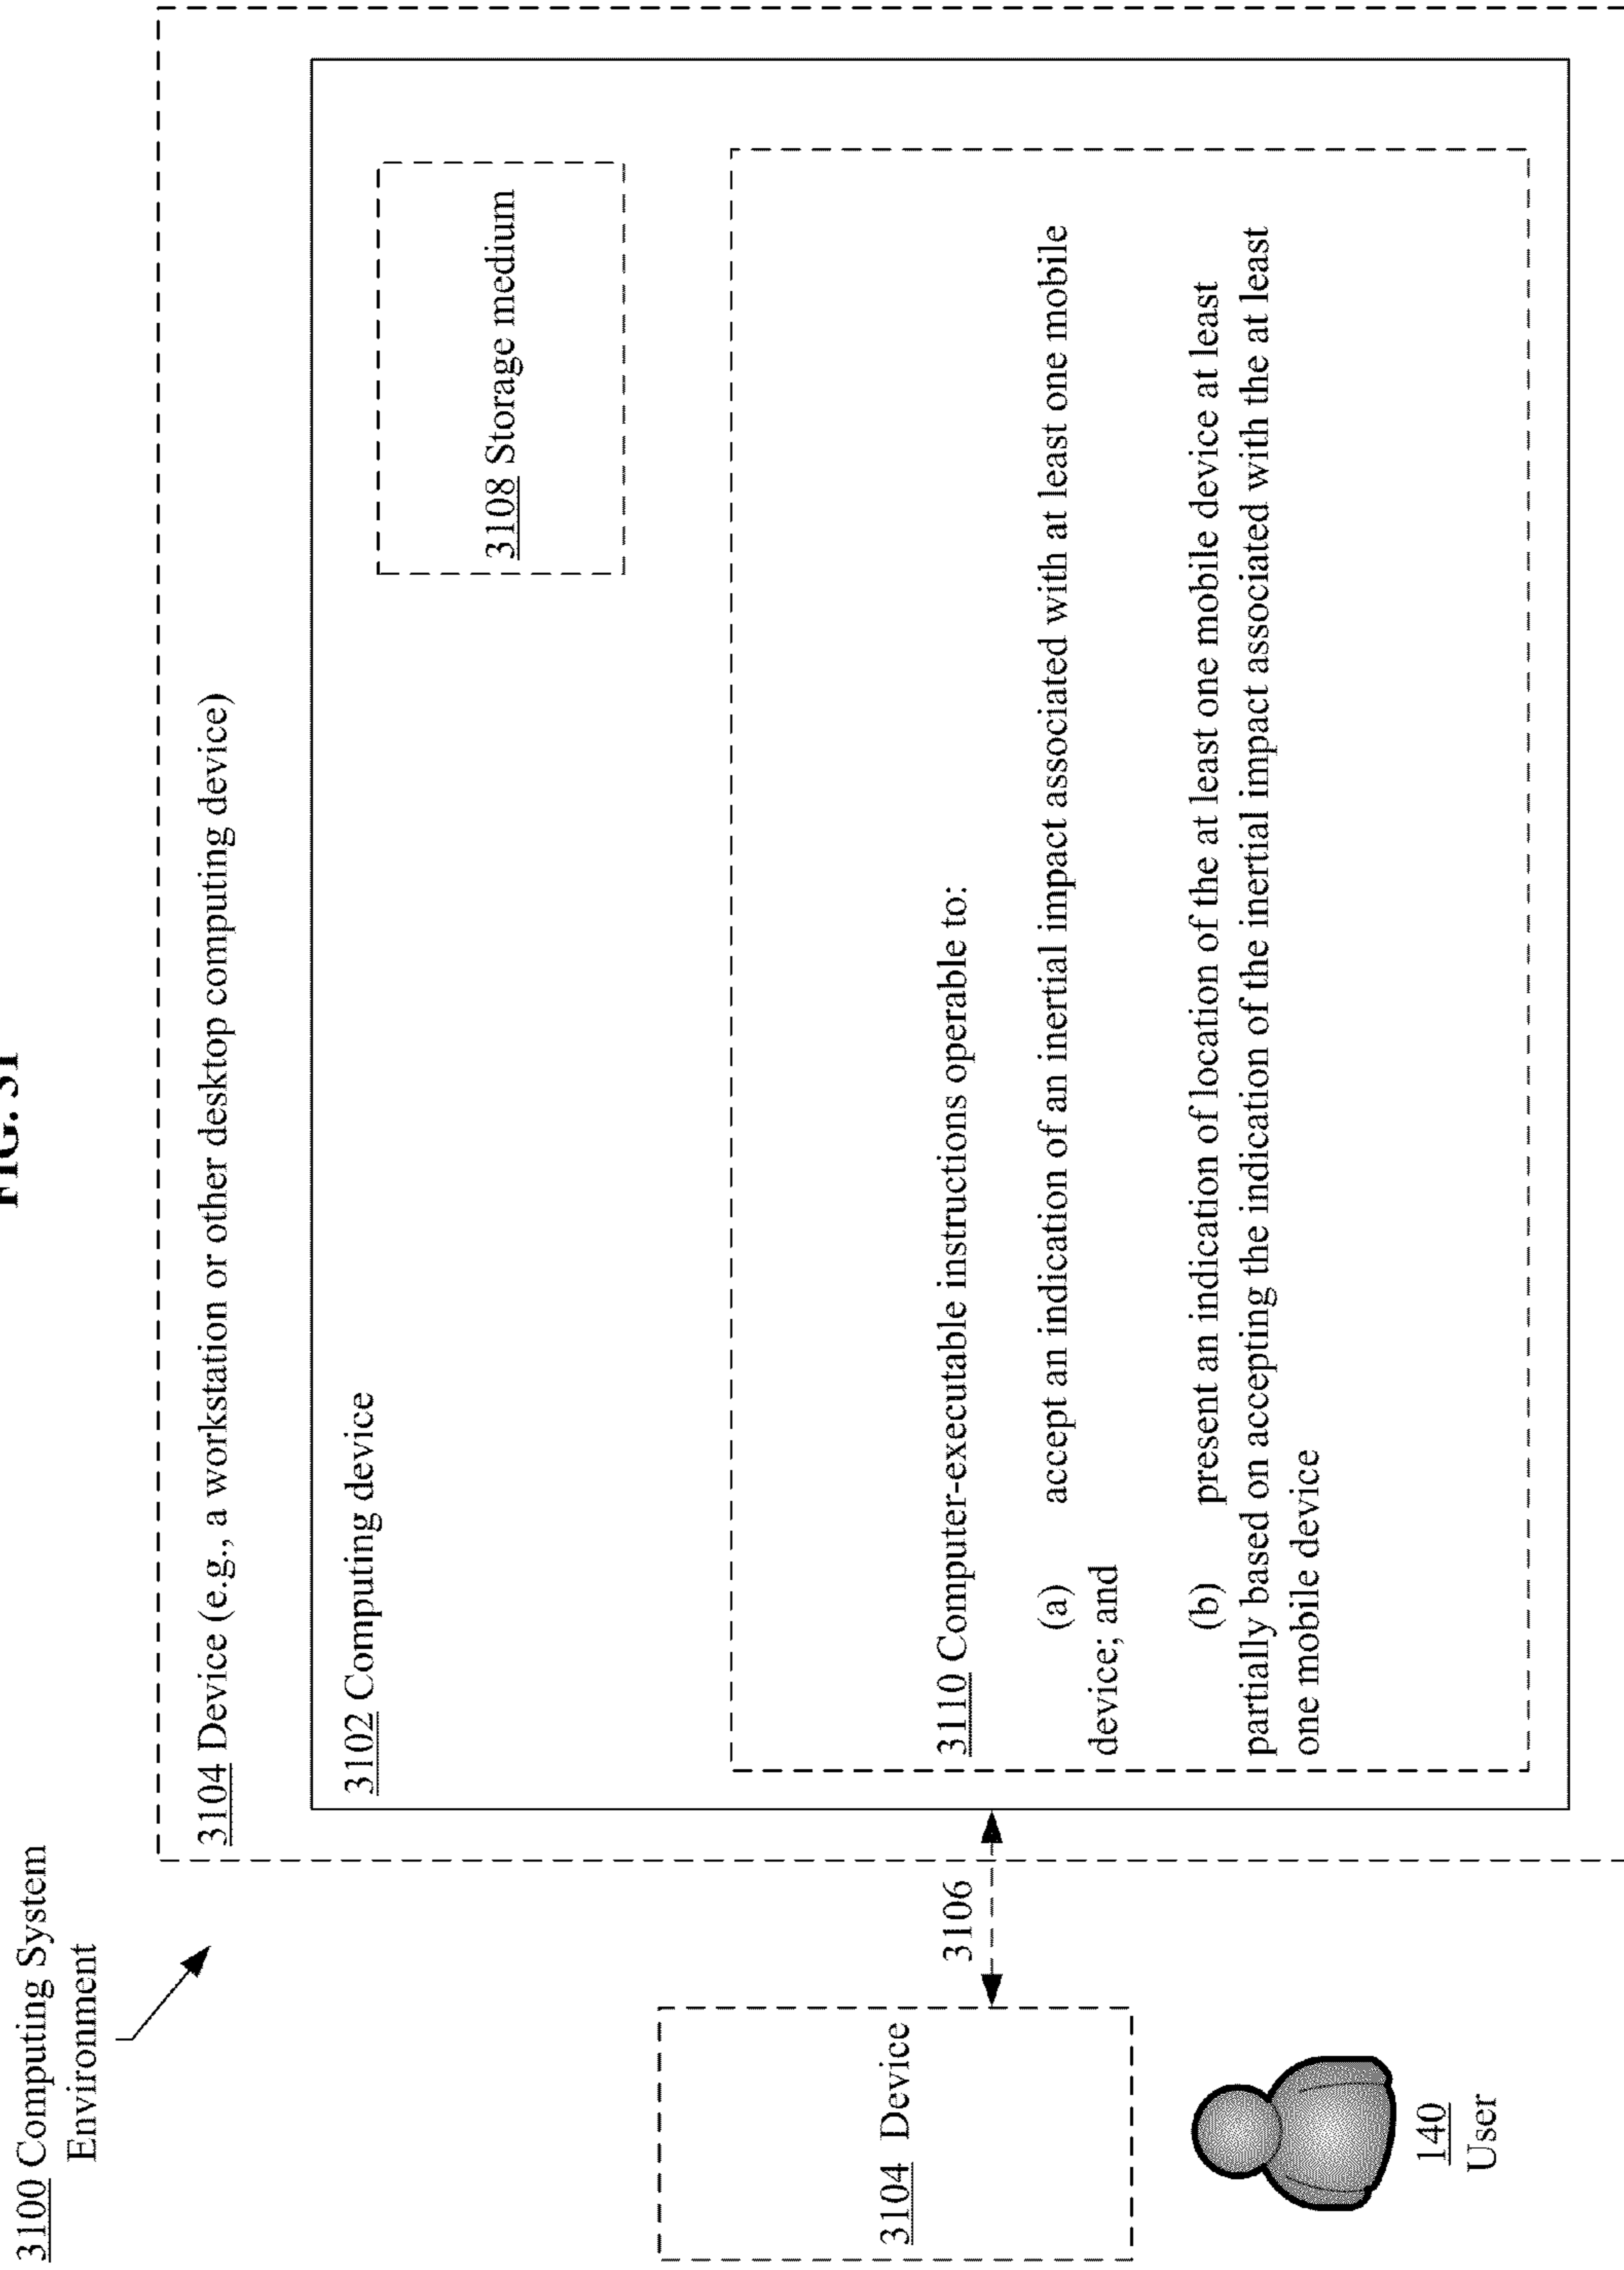 FIG. 31
3100 Computing System
Environment
3104 Device (e.g., a workstation or other desktop computing device)
3102 Computing device
3108 Storage medium
3110 Computer-executable instructions operable to:
(a) accept an indication of an inertial impact associated with at least one mobile
device; and
(b) present an indication of location of the at least one mobile device at least
partially based on accepting the indication of the inertial impact associated with the at least
one mobile device
3106
3104 Device
140
User